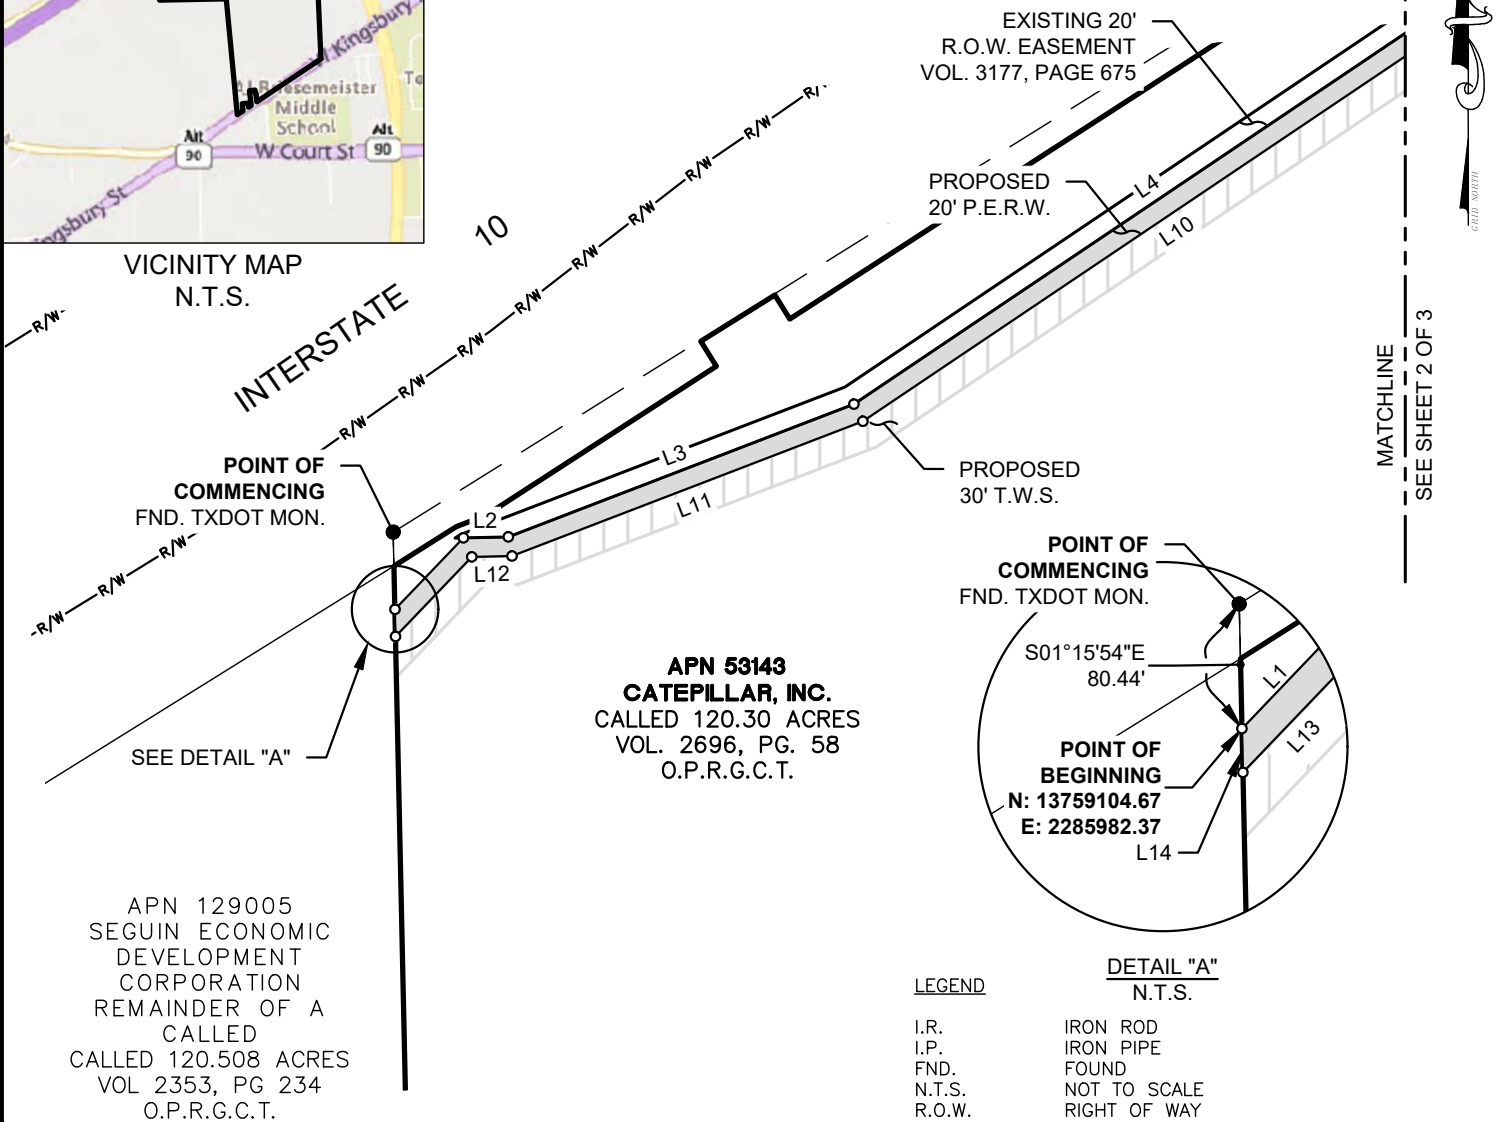 W Kingsbury
A.J. Briesemeister
Middle
School
Te
Alt
90
W Court St
Alt
90
ngsbury St
VICINITY MAP
N.T.S.
EXISTING 20'
R.O.W. EASEMENT
VOL. 3177, PAGE 675
PROPOSED
20' P.E.R.W.
L4
L10
GRID NORTH
R/W
R/W
R/W
R/W
R/W
R/W
R/W
R/W
R/W
R/W
R/W
R/W
R/W
INTERSTATE 10
MATCHLINE
SEE SHEET 2 OF 3
POINT OF
COMMENCING
FND. TXDOT MON.
L2
L3
L11
L12
PROPOSED
30' T.W.S.
SEE DETAIL "A"
APN 53143
CATEPILLAR, INC.
CALLED 120.30 ACRES
VOL. 2696, PG. 58
O.P.R.G.C.T.
POINT OF
COMMENCING
FND. TXDOT MON.
S01°15'54"E
80.44'
L1
L13
POINT OF
BEGINNING
N: 13759104.67
E: 2285982.37
L14
DETAIL "A"
N.T.S.
APN 129005
SEGUIN ECONOMIC
DEVELOPMENT
CORPORATION
REMAINDER OF A
CALLED
CALLED 120.508 ACRES
VOL 2353, PG 234
O.P.R.G.C.T.
LEGEND
I.R. IRON ROD
I.P. IRON PIPE
FND. FOUND
N.T.S. NOT TO SCALE
R.O.W. RIGHT OF WAY